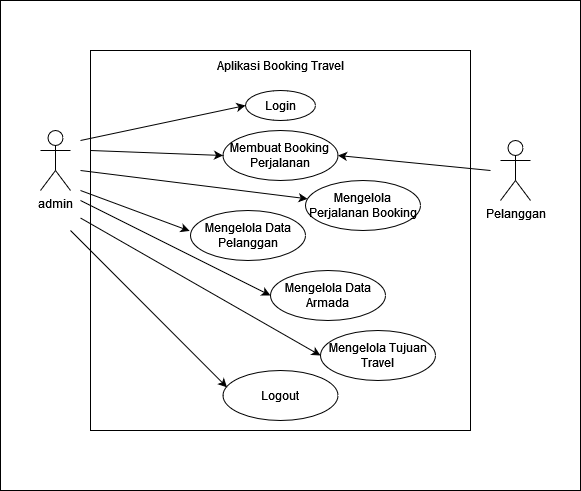 Aplikasi Booking Travel
Login
Membuat Booking
Perjalanan
admin
Pelanggan
Mengelola
Perjalanan Booking
Mengelola Data
Pelanggan
Mengelola Data
Armada
Mengelola Tujuan
Travel
Logout